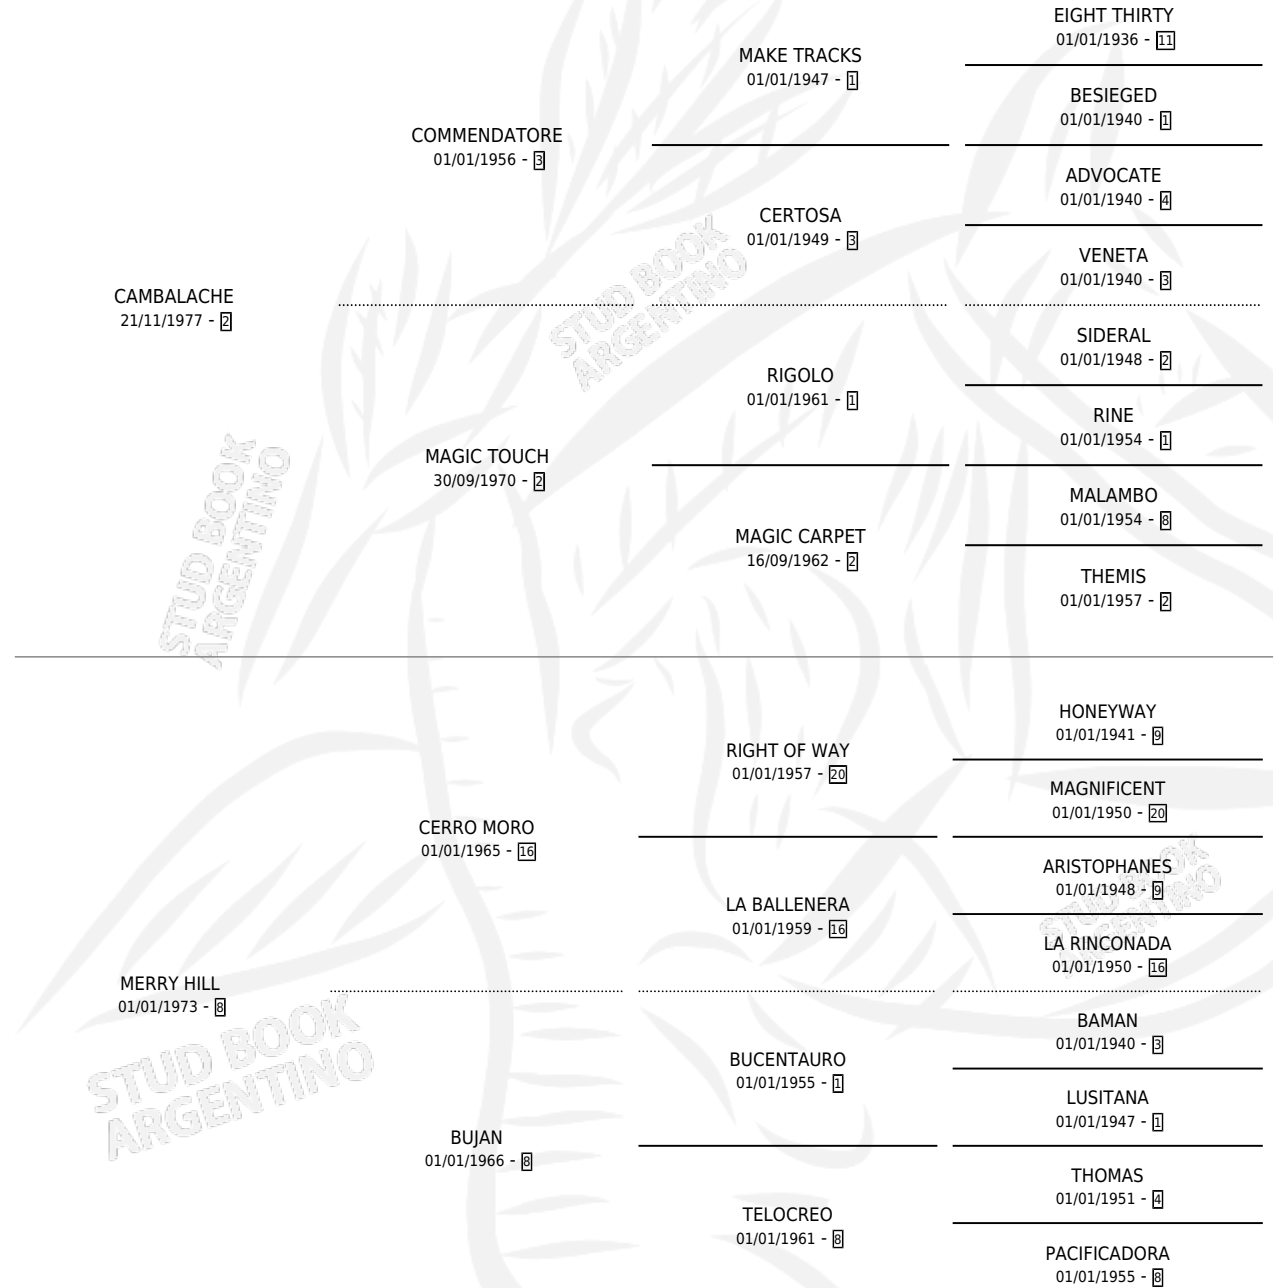 EIGHT THIRTY
01/01/1936 - 11
MAKE TRACKS
01/01/1947 - 1
BESIEGED
01/01/1940 - 1
COMMENDATORE
01/01/1956 - 3
ADVOCATE
01/01/1940 - 4
CERTOSA
01/01/1949 - 3
VENETA
01/01/1940 - 3
CAMBALACHE
21/11/1977 - 2
SIDERAL
01/01/1948 - 2
RIGOLO
01/01/1961 - 1
RINE
01/01/1954 - 1
MAGIC TOUCH
30/09/1970 - 2
MALAMBO
01/01/1954 - 8
MAGIC CARPET
16/09/1962 - 2
THEMIS
01/01/1957 - 2
HONEYWAY
01/01/1941 - 9
RIGHT OF WAY
01/01/1957 - 20
MAGNIFICENT
01/01/1950 - 20
CERRO MORO
01/01/1965 - 16
ARISTOPHANES
01/01/1948 - 9
LA BALLENERA
01/01/1959 - 16
LA RINCONADA
01/01/1950 - 16
MERRY HILL
01/01/1973 - 8
BAMAN
01/01/1940 - 3
BUCENTAURO
01/01/1955 - 1
LUSITANA
01/01/1947 - 1
BUJAN
01/01/1966 - 8
THOMAS
01/01/1951 - 4
TELOCREO
01/01/1961 - 8
PACIFICADORA
01/01/1955 - 8
STUD BOOK
ARGENTINO
STUD BOOK
ARGENTINO
STUD BOOK
ARGENTINO
STUD BOOK
ARGENTINO